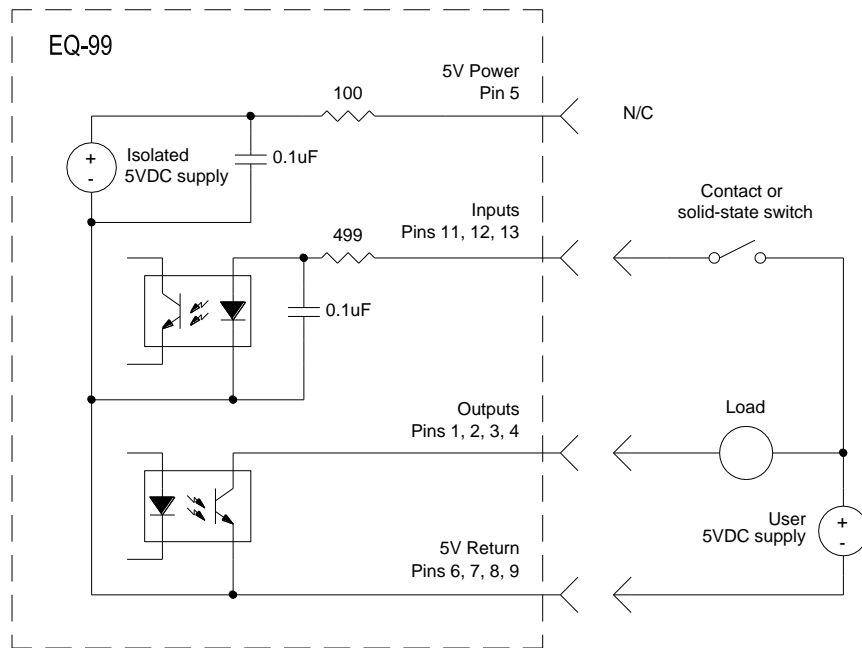 EQ-99
5V Power
Pin 5
100
N/C
+
-
Isolated
5VDC supply
0.1uF
Inputs
Pins 11, 12, 13
Contact or
solid-state switch
499
0.1uF
Outputs
Pins 1, 2, 3, 4
Load
User
5VDC supply
+
-
5V Return
Pins 6, 7, 8, 9